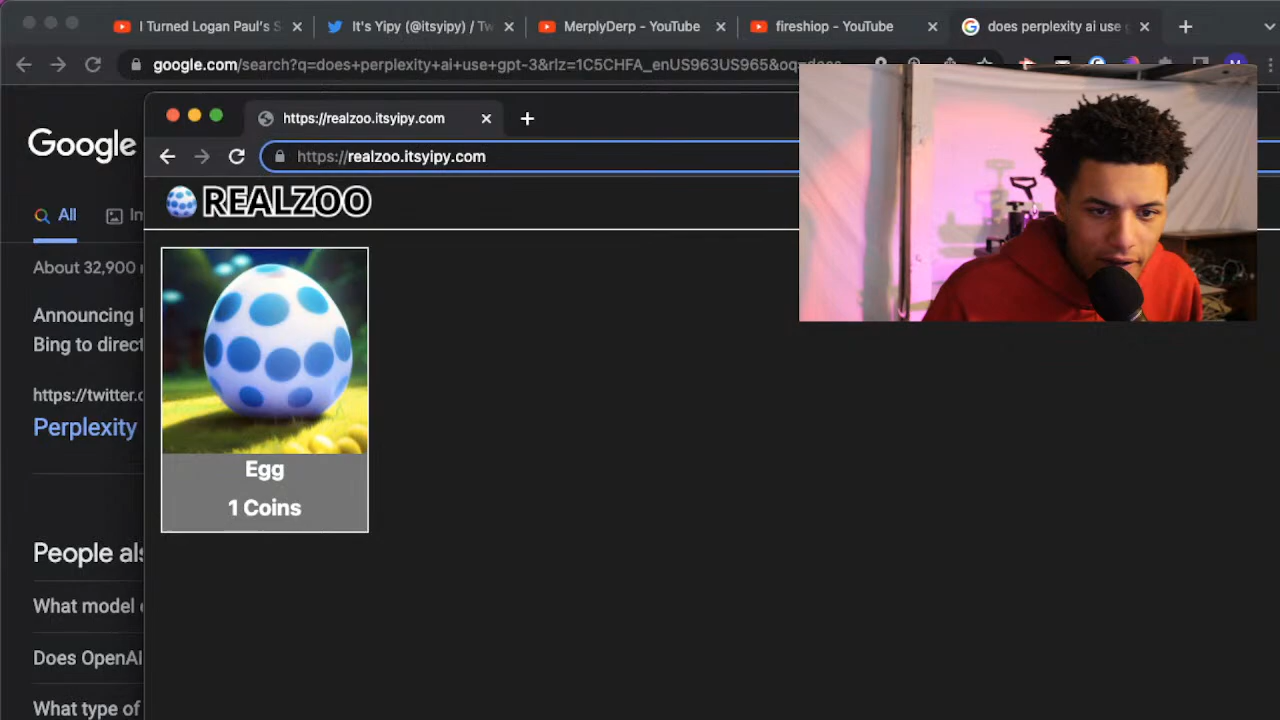 I Turned Logan Paul's S
It's Yipy (@itsyipy) / Tw
MerplyDerp - YouTube
fireshiop - YouTube
does perplexity ai use
google.com/search?q=does+perplexity+ai+use+gpt-3&rlz=1C5CHFA_enUS963US965&oq=does
https://realzoo.itsyipy.com
https://realzoo.itsyipy.com
Google
REALZOO
All
About 32,900
Announcing
Bing to direct
https://twitter.c
Perplexity
Egg
1 Coins
People als
What model
Does OpenAI
What type of